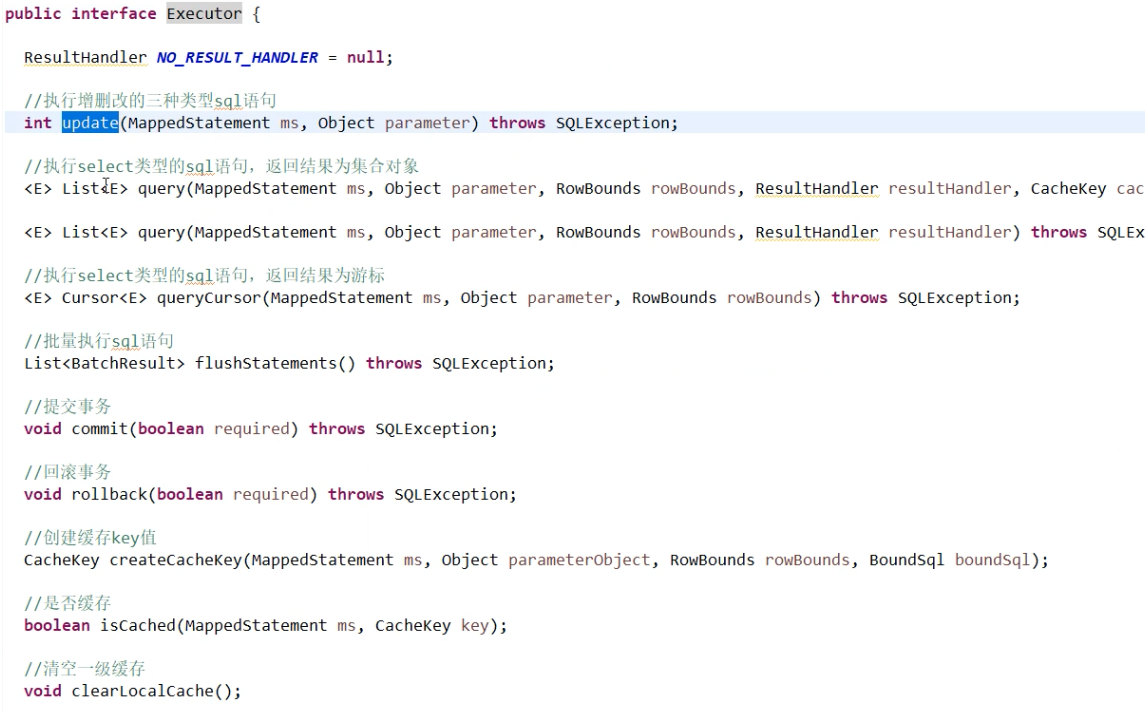 public interface Executor {
ResultHandler NO_RESULT_HANDLER = null;
//执行增删改的三种类型sql语句
int update(MappedStatement ms, Object parameter) throws SQLException;
//执行select类型的sql语句，返回结果为集合对象
<E> List<E> query(MappedStatement ms, Object parameter, RowBounds rowBounds, ResultHandler resultHandler, CacheKey cac
<E> List<E> query(MappedStatement ms, Object parameter, RowBounds rowBounds, ResultHandler resultHandler) throws SQLEx
//执行select类型的sql语句，返回结果为游标
<E> Cursor<E> queryCursor(MappedStatement ms, Object parameter, RowBounds rowBounds) throws SQLException;
//批量执行sql语句
List<BatchResult> flushStatements() throws SQLException;
//提交事务
void commit(boolean required) throws SQLException;
//回滚事务
void rollback(boolean required) throws SQLException;
//创建缓存key值
CacheKey createCacheKey(MappedStatement ms, Object parameterObject, RowBounds rowBounds, BoundSql boundSql);
//是否缓存
boolean isCached(MappedStatement ms, CacheKey key);
//清空一级缓存
void clearLocalCache();